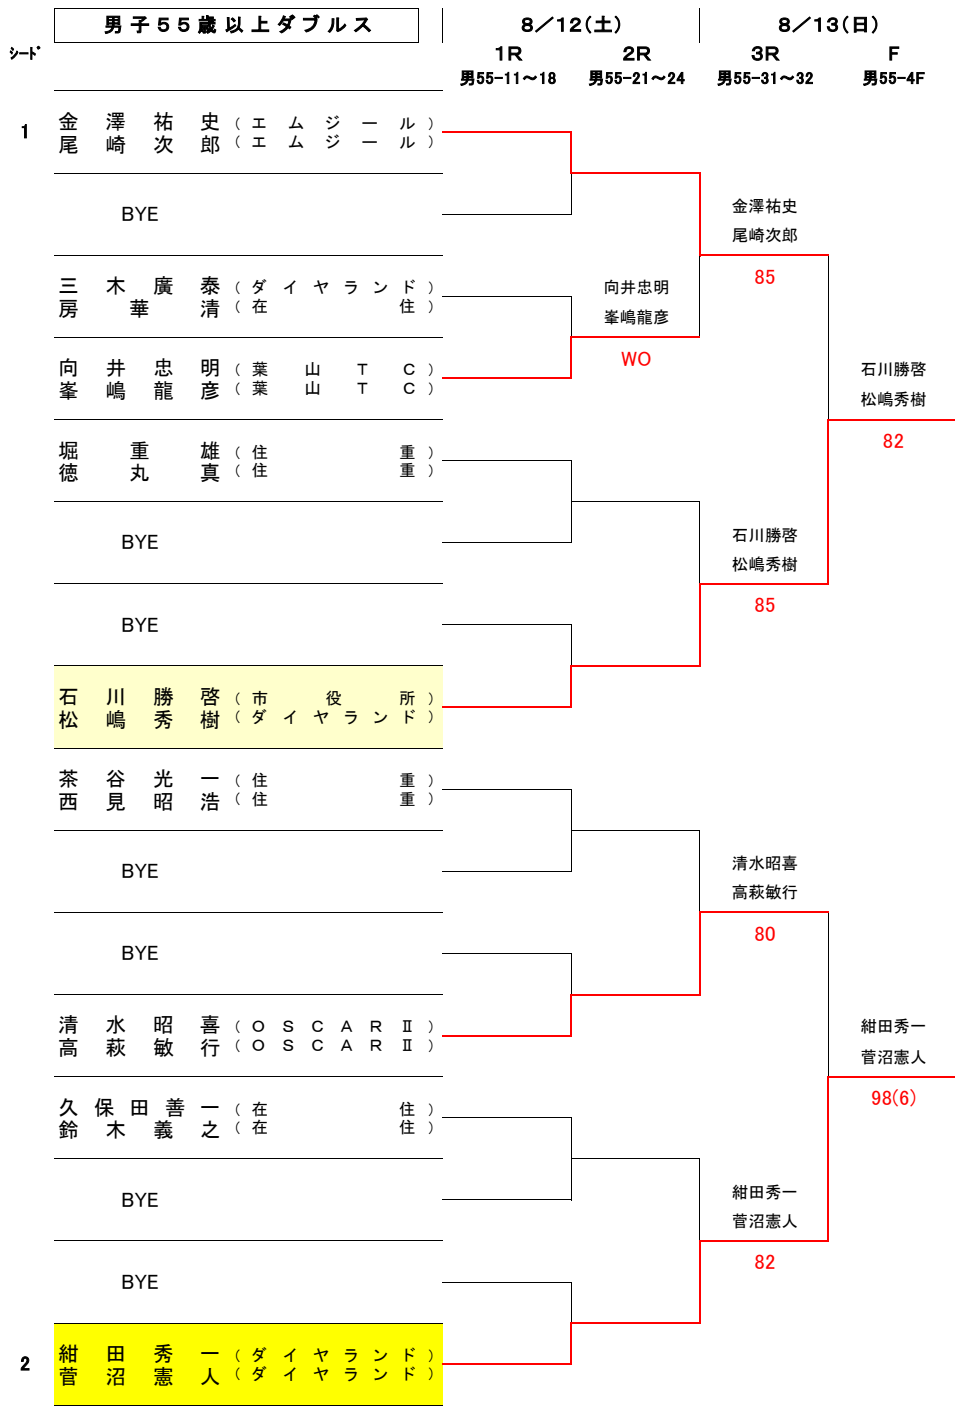 男子５５歳以上ダブルス
８／１２（土）
８／１３（日）
ｼｰﾄﾞ
１Ｒ
２Ｒ
３Ｒ
Ｆ
男55-11～18
男55-21～24
男55-31～32
男55-4F
1
金澤祐史（エムジール）
尾崎次郎（エムジール）
BYE
金澤祐史
尾崎次郎
85
三木廣泰（ダイヤランド）
房華清（在住）
向井忠明
峯嶋龍彦
WO
向井忠明（葉山ＴＣ）
峯嶋龍彦（葉山ＴＣ）
石川勝啓
松嶋秀樹
82
堀重雄（住重）
徳丸真（住重）
BYE
石川勝啓
松嶋秀樹
85
BYE
石川勝啓（市役所）
松嶋秀樹（ダイヤランド）
茶谷光一（住重）
西見昭浩（住重）
BYE
清水昭喜
高萩敏行
80
BYE
清水昭喜（ＯＳＣＡＲⅡ）
高萩敏行（ＯＳＣＡＲⅡ）
紺田秀一
菅沼憲人
98(6)
久保田善一（在住）
鈴木義之（在住）
BYE
紺田秀一
菅沼憲人
82
BYE
2
紺田秀一（ダイヤランド）
菅沼憲人（ダイヤランド）